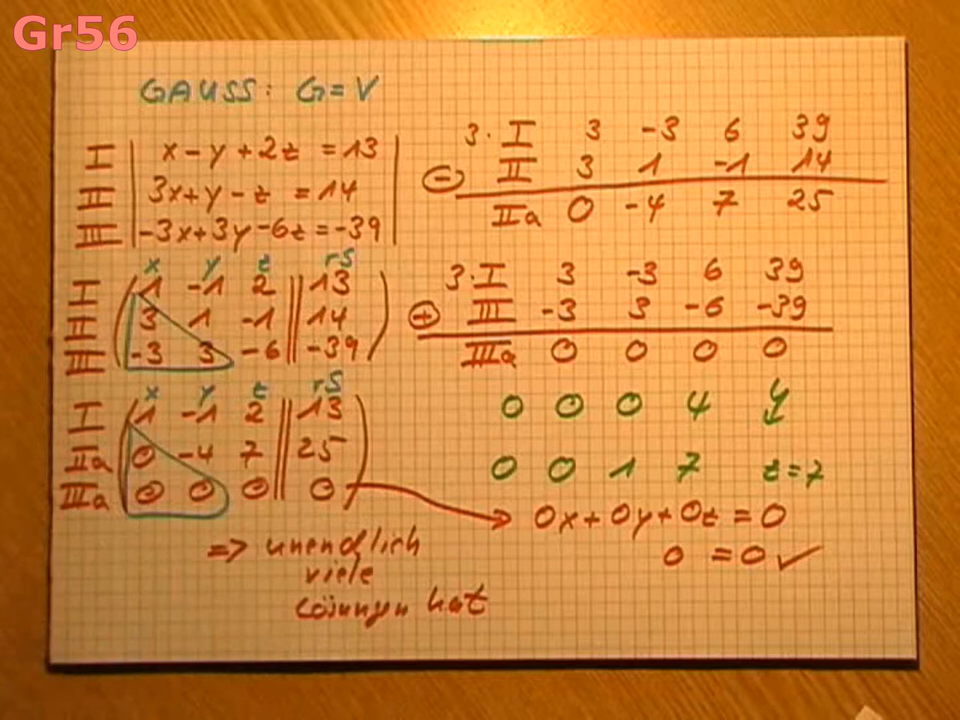 Gr56
GAUSS: G=V
I x-y+2z =13
II 3x+y-z =14
III -3x+3y-6z=-39
x y z rS
I 1 -1 2 13
II 3 1 -1 14
III -3 3 -6 -39
x y z rS
I 1 -1 2 13
IIa 0 -4 7 25
IIIa 0 0 0 0
=> unendlich
viele
Lösungen hat
3·I 3 -3 6 39
- II 3 1 -1 14
IIa 0 -4 7 25
3·I 3 -3 6 39
+ III -3 3 -6 -39
IIIa 0 0 0 0
0 0 0 4
0 0 1 7 z=7
0x+0y+0z=0
0 =0 ✓